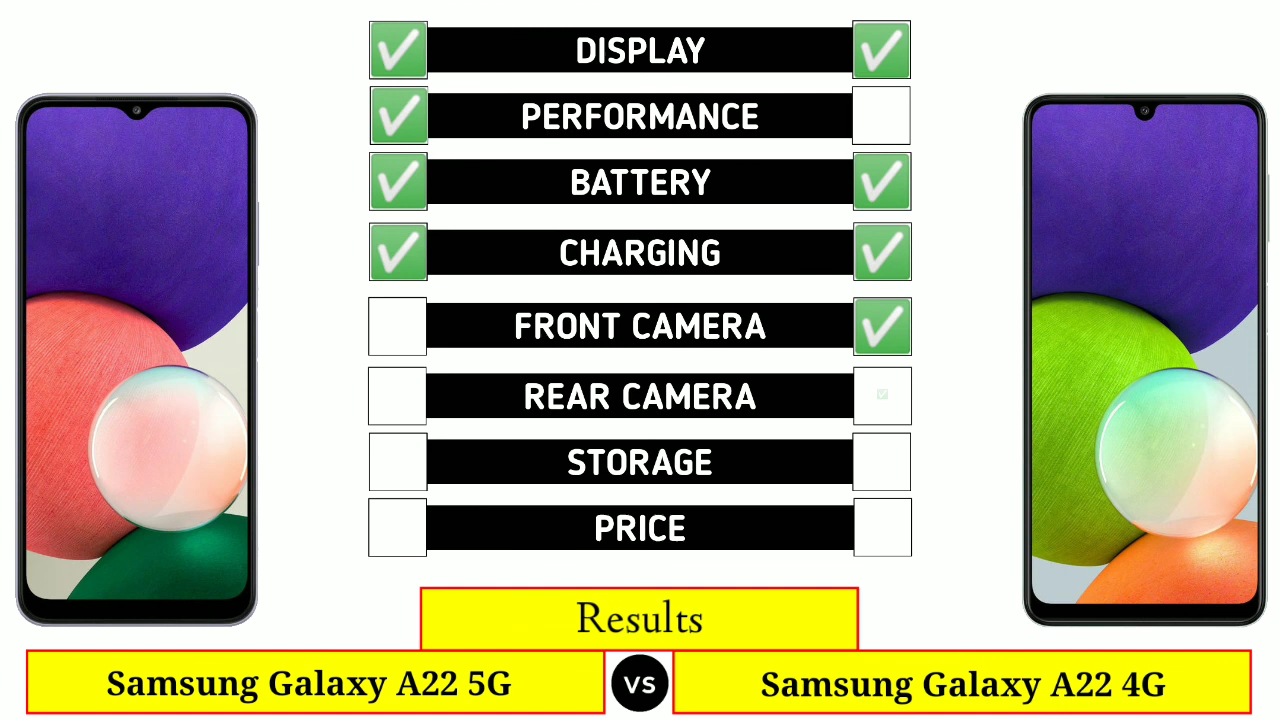 DISPLAY
PERFORMANCE
BATTERY
CHARGING
FRONT CAMERA
REAR CAMERA
STORAGE
PRICE
Results
Samsung Galaxy A22 5G
VS
Samsung Galaxy A22 4G